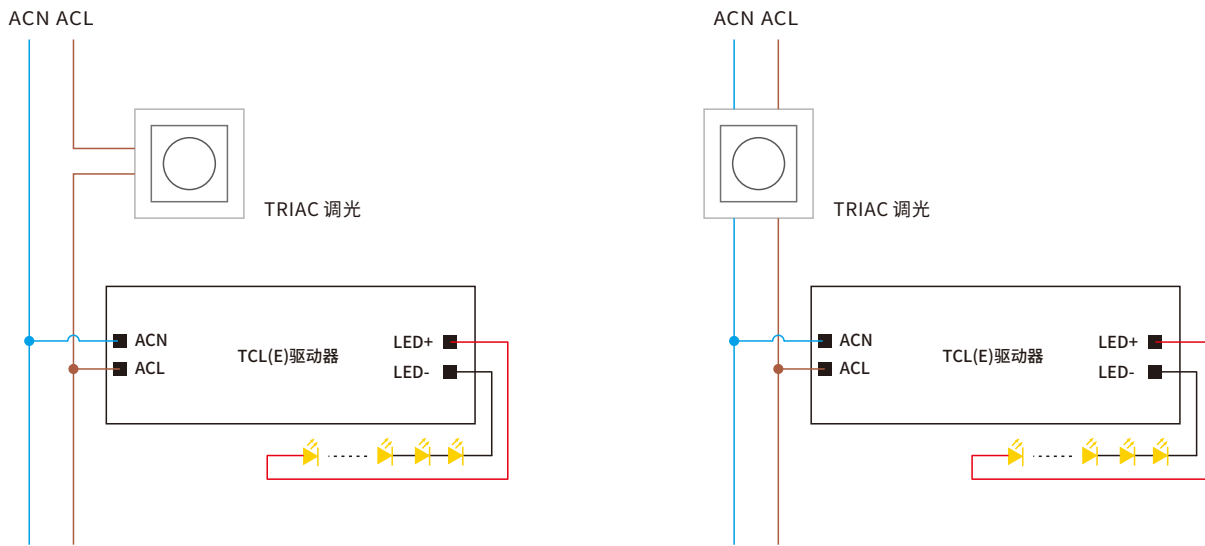 ACN ACL
TRIAC 调光
ACN
ACL
TCL(E)驱动器
LED+
LED-
ACN ACL
TRIAC 调光
ACN
ACL
TCL(E)驱动器
LED+
LED-